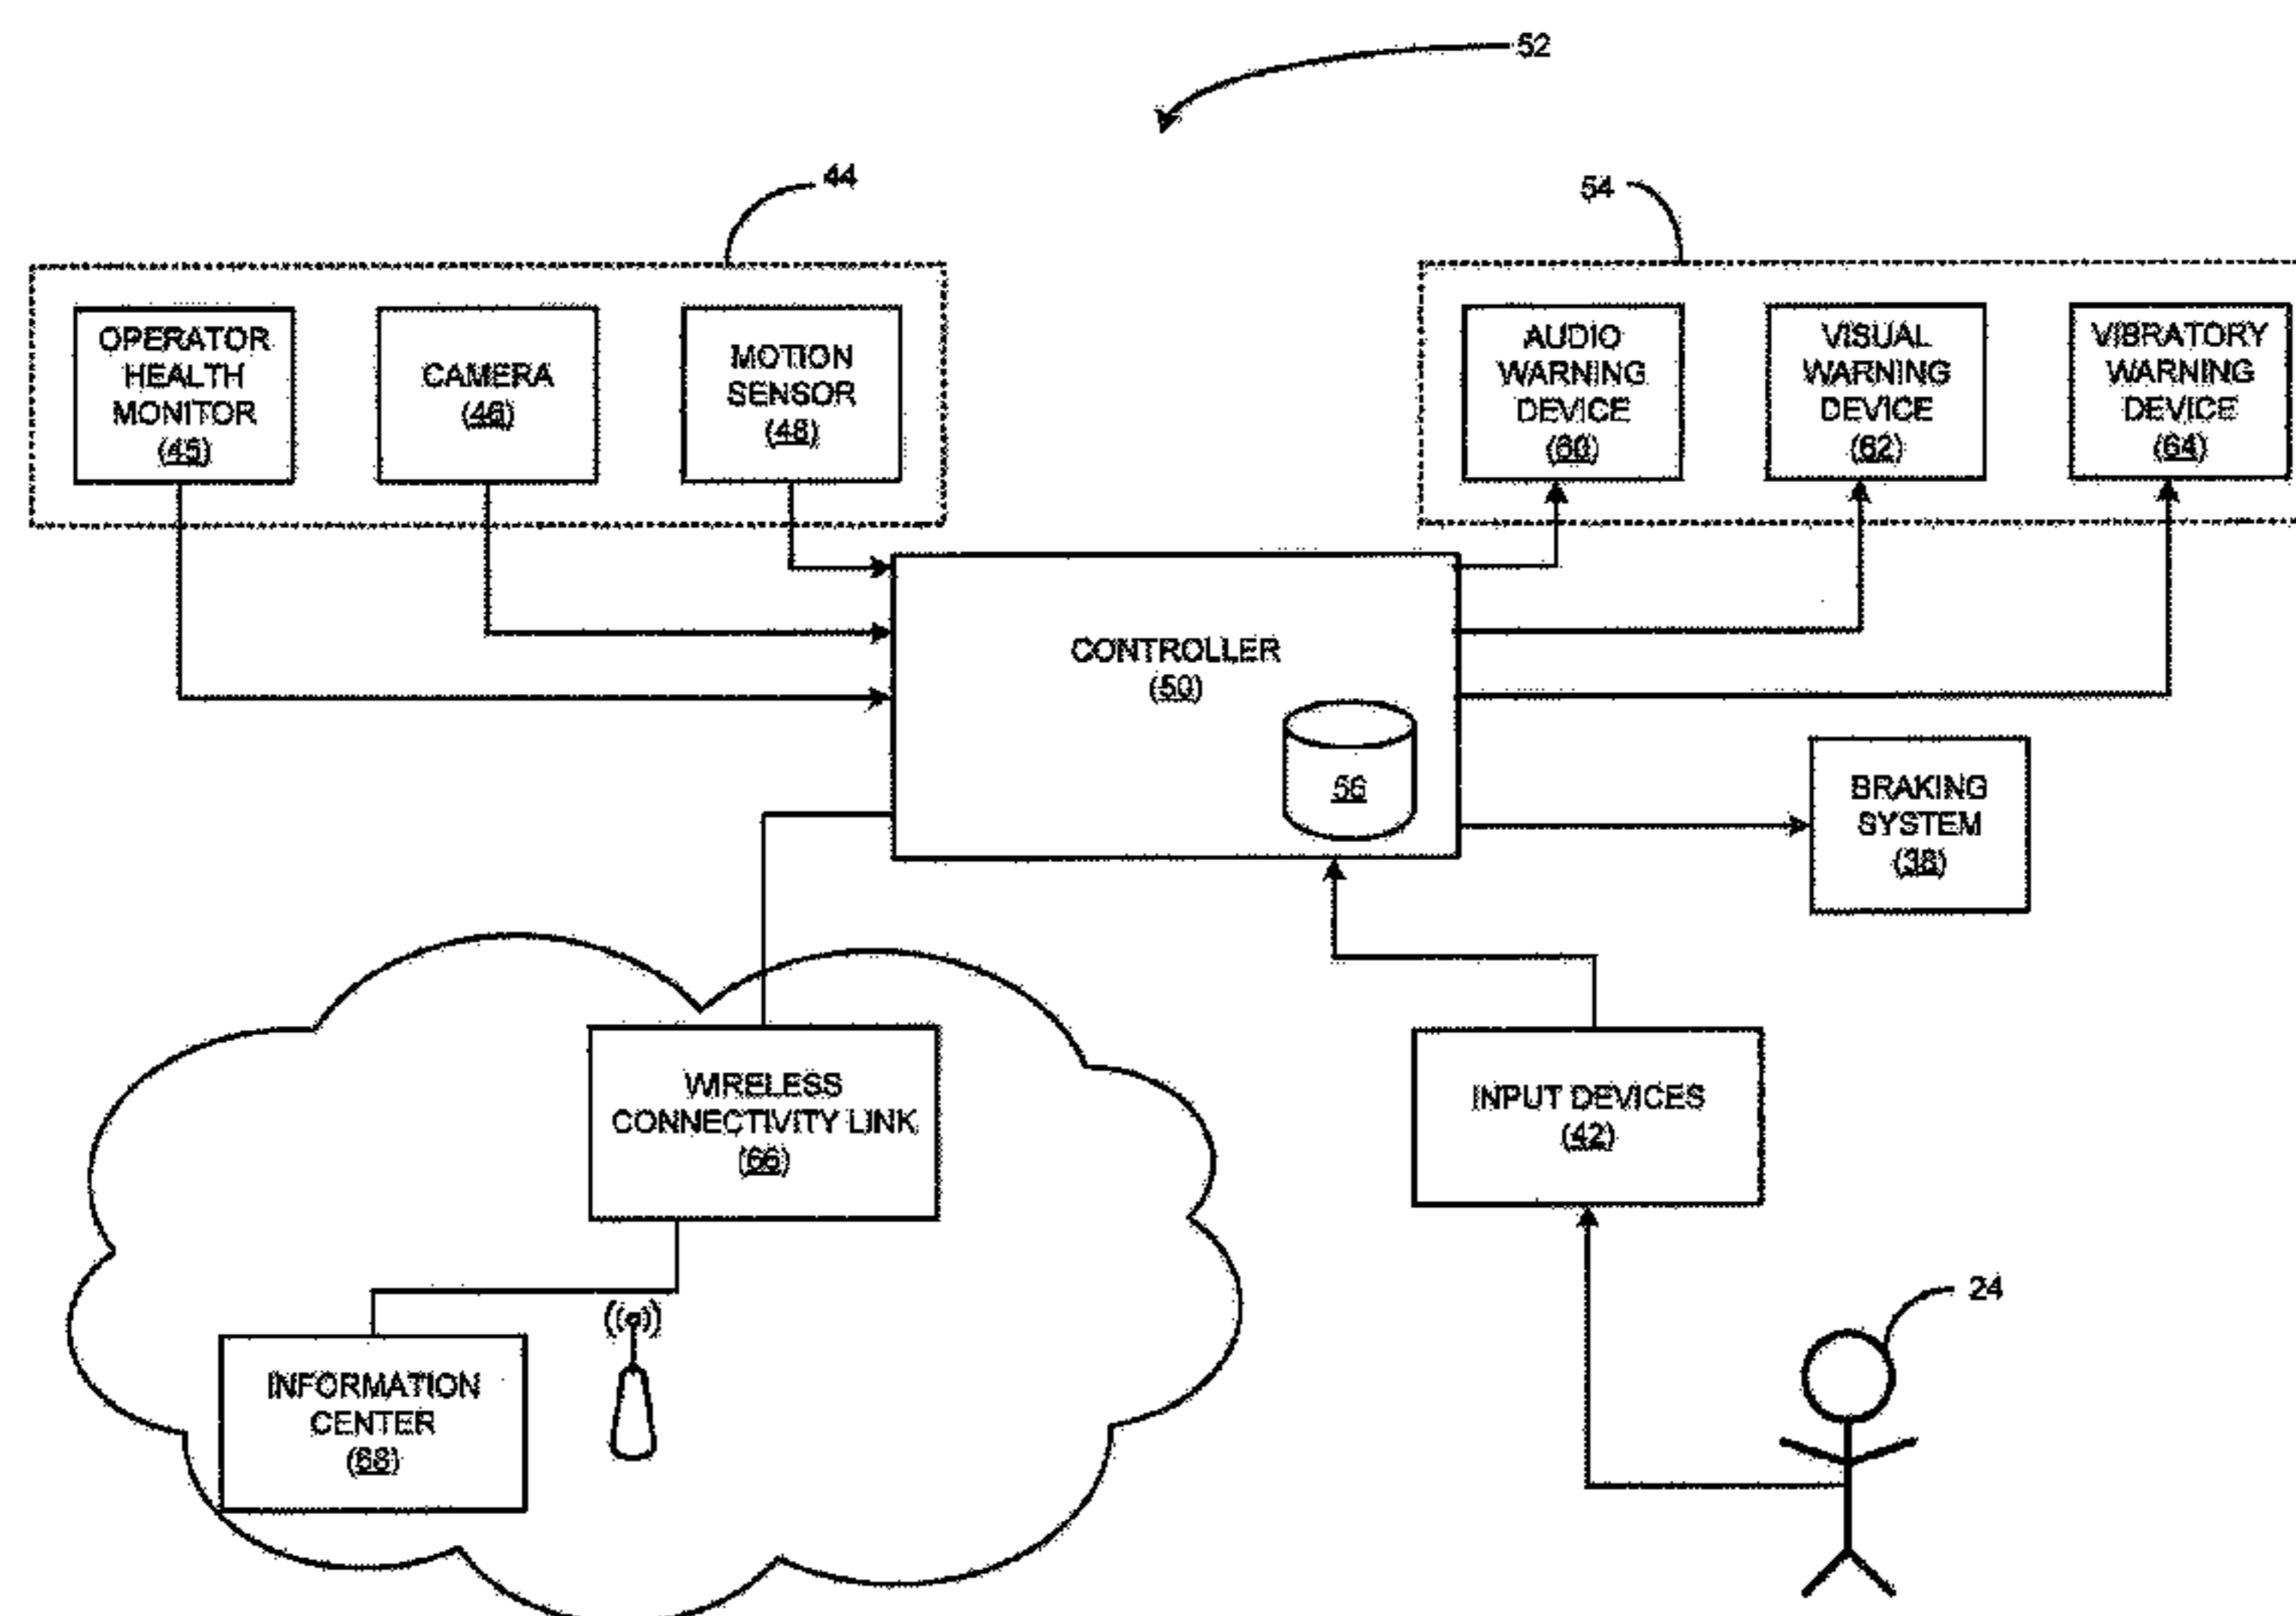 52
44
54
OPERATOR
HEALTH
MONITOR
(45)
CAMERA
(46)
MOTION
SENSOR
(48)
AUDIO
WARNING
DEVICE
(60)
VISUAL
WARNING
DEVICE
(62)
VIBRATORY
WARNING
DEVICE
(64)
CONTROLLER
(50)
56
BRAKING
SYSTEM
(38)
WIRELESS
CONNECTIVITY LINK
(66)
INPUT DEVICES
(42)
24
INFORMATION
CENTER
(68)